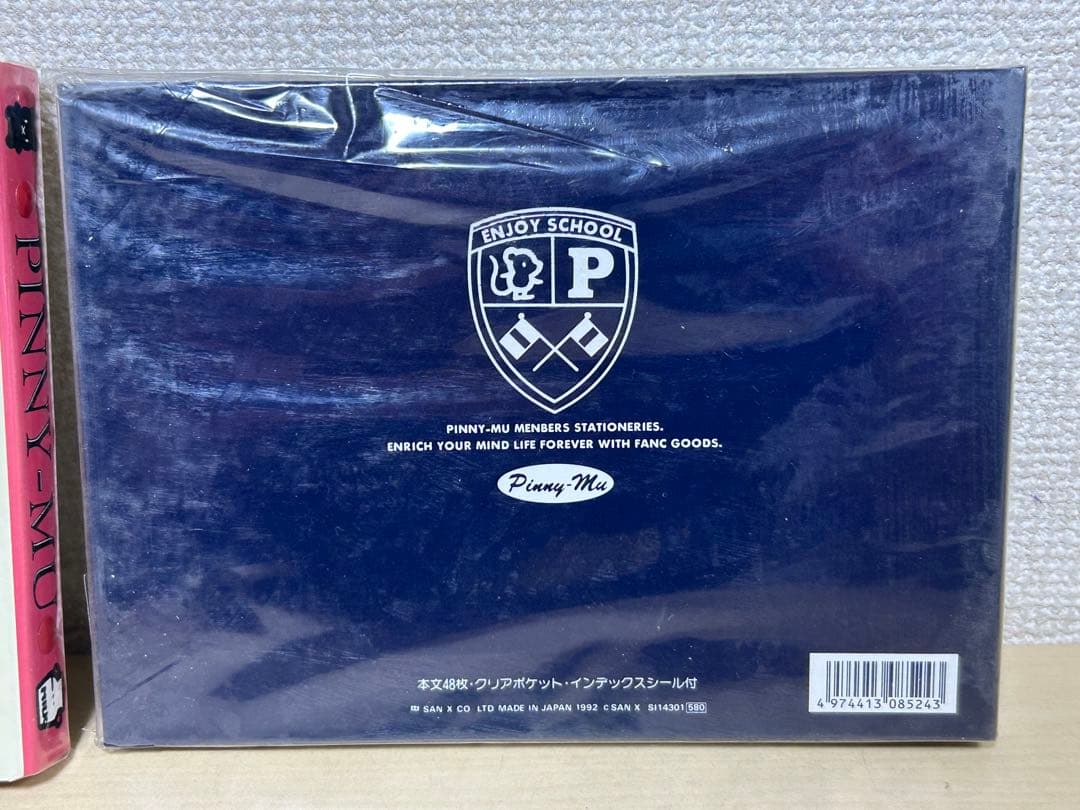 PINNY-MU
ENJOY SCHOOL
P
PINNY-MU MENBERS STATIONERIES.
ENRICH YOUR MIND LIFE FOREVER WITH FANC GOODS.
Pinny-Mu
本文48枚・クリアポケット・インデックスシール付
SAN X CO LTD MADE IN JAPAN 1992 ©SAN X SI14301 580
4 974413 085243